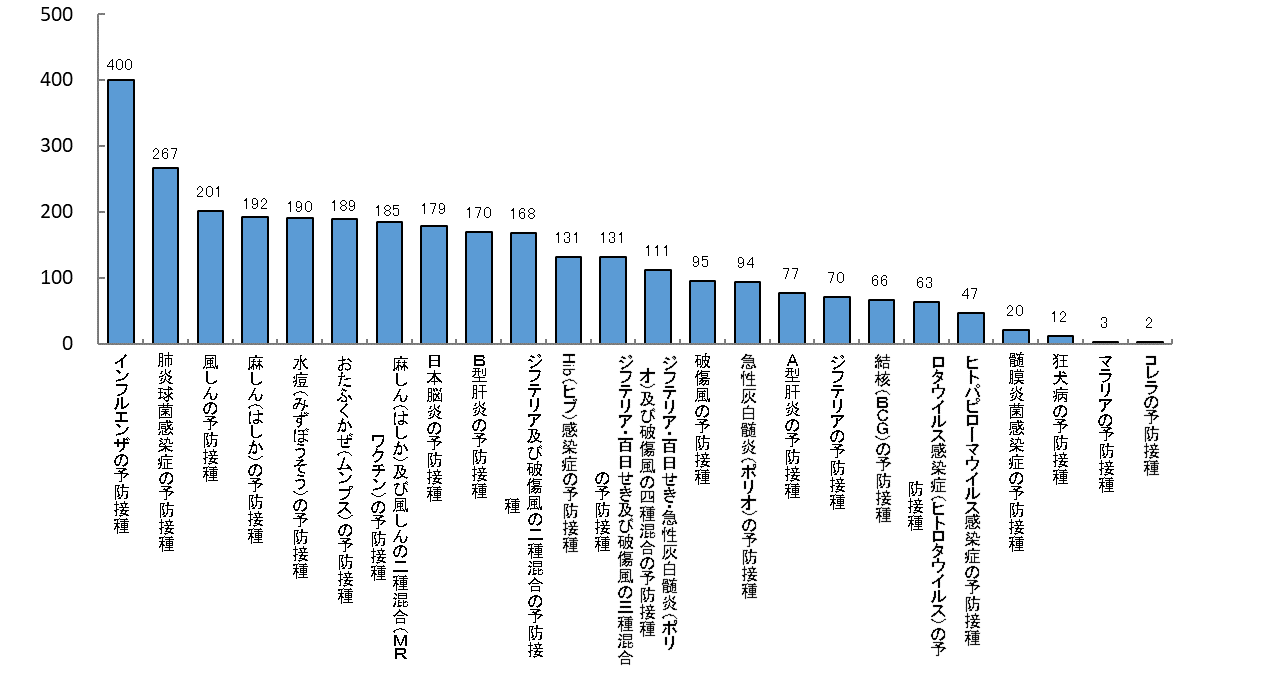 500
400
300
200
100
0
400
267
201
192
190
189
185
179
170
168
131
131
111
95
94
77
70
66
63
47
20
12
3
2
インフルエンザの予防接種
肺炎球菌感染症の予防接種
風しんの予防接種
麻しん(はしか)の予防接種
水痘(みずぼうそう)の予防接種
おたふくかぜ(ムンプス)の予防接種
麻しん(はしか)及び風しんの二種混合(MR
ワクチン)の予防接種
日本脳炎の予防接種
B型肝炎の予防接種
ジフテリア及び破傷風の二種混合の予防接
種
Hib(ヒブ)感染症の予防接種
ジフテリア・百日せき及び破傷風の三種混合
の予防接種
ジフテリア・百日せき・急性灰白髄炎(ポリ
オ)及び破傷風の四種混合の予防接種
破傷風の予防接種
急性灰白髄炎(ポリオ)の予防接種
A型肝炎の予防接種
ジフテリアの予防接種
結核(BCG)の予防接種
ロタウイルス感染症(ヒトロタウイルス)の予
防接種
ヒトパピローマウイルス感染症の予防接種
髄膜炎菌感染症の予防接種
狂犬病の予防接種
マラリアの予防接種
コレラの予防接種